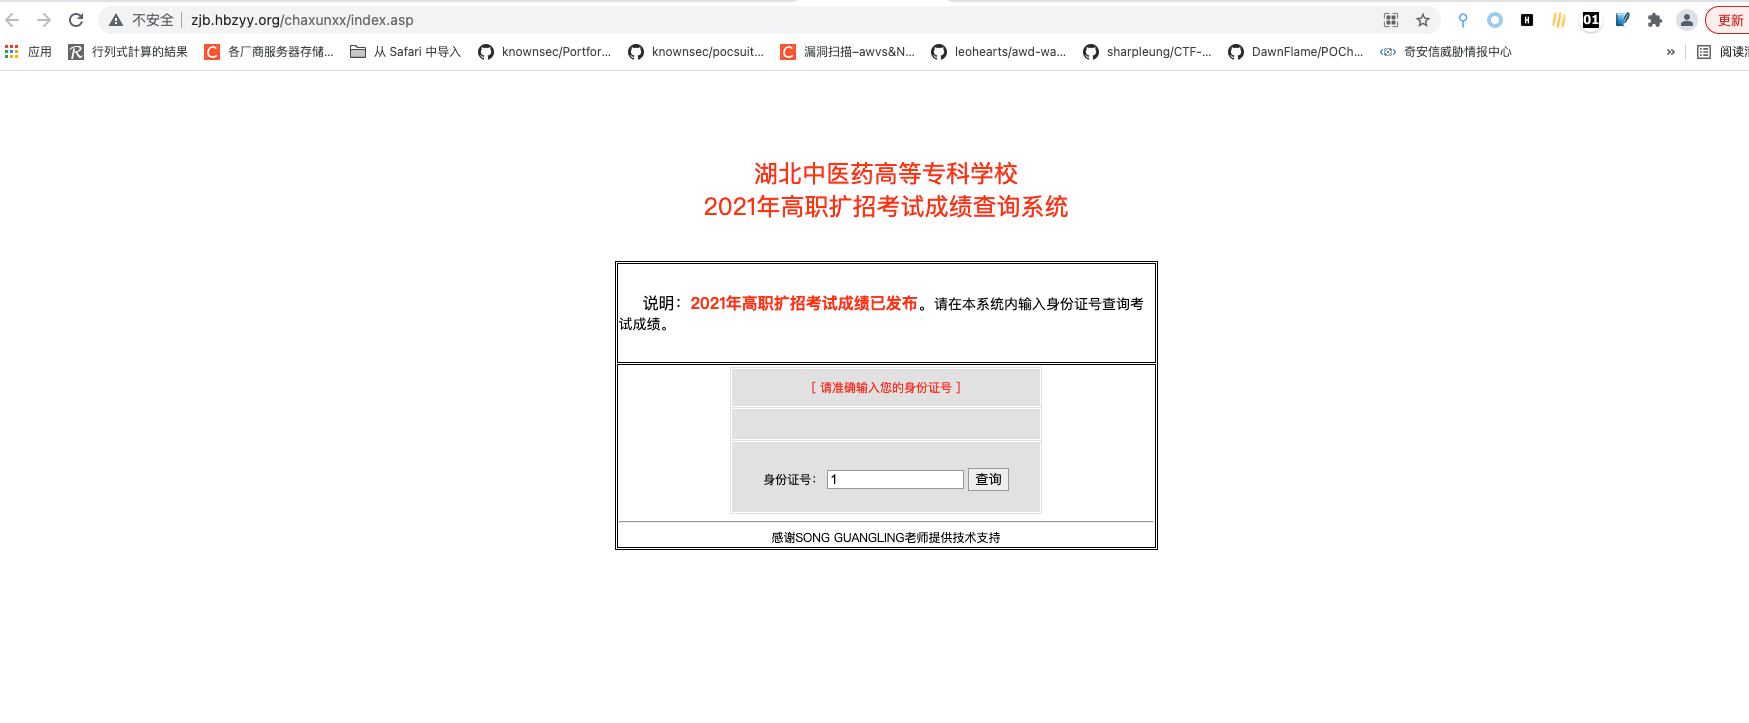 不安全 zjb.hbzyy.org/chaxunxx/index.asp
01
更新
应用 行列式計算的結果 各厂商服务器存储... 从 Safari 中导入 knownsec/Portfor... knownsec/pocsuit... 漏洞扫描–awvs&N... leohearts/awd-wa... sharpleung/CTF-... DawnFlame/POCh... 奇安信威胁情报中心 » 阅读
湖北中医药高等专科学校
2021年高职扩招考试成绩查询系统
说明：2021年高职扩招考试成绩已发布。请在本系统内输入身份证号查询考
试成绩。
[ 请准确输入您的身份证号 ]
身份证号： 1 查询
感谢SONG GUANGLING老师提供技术支持